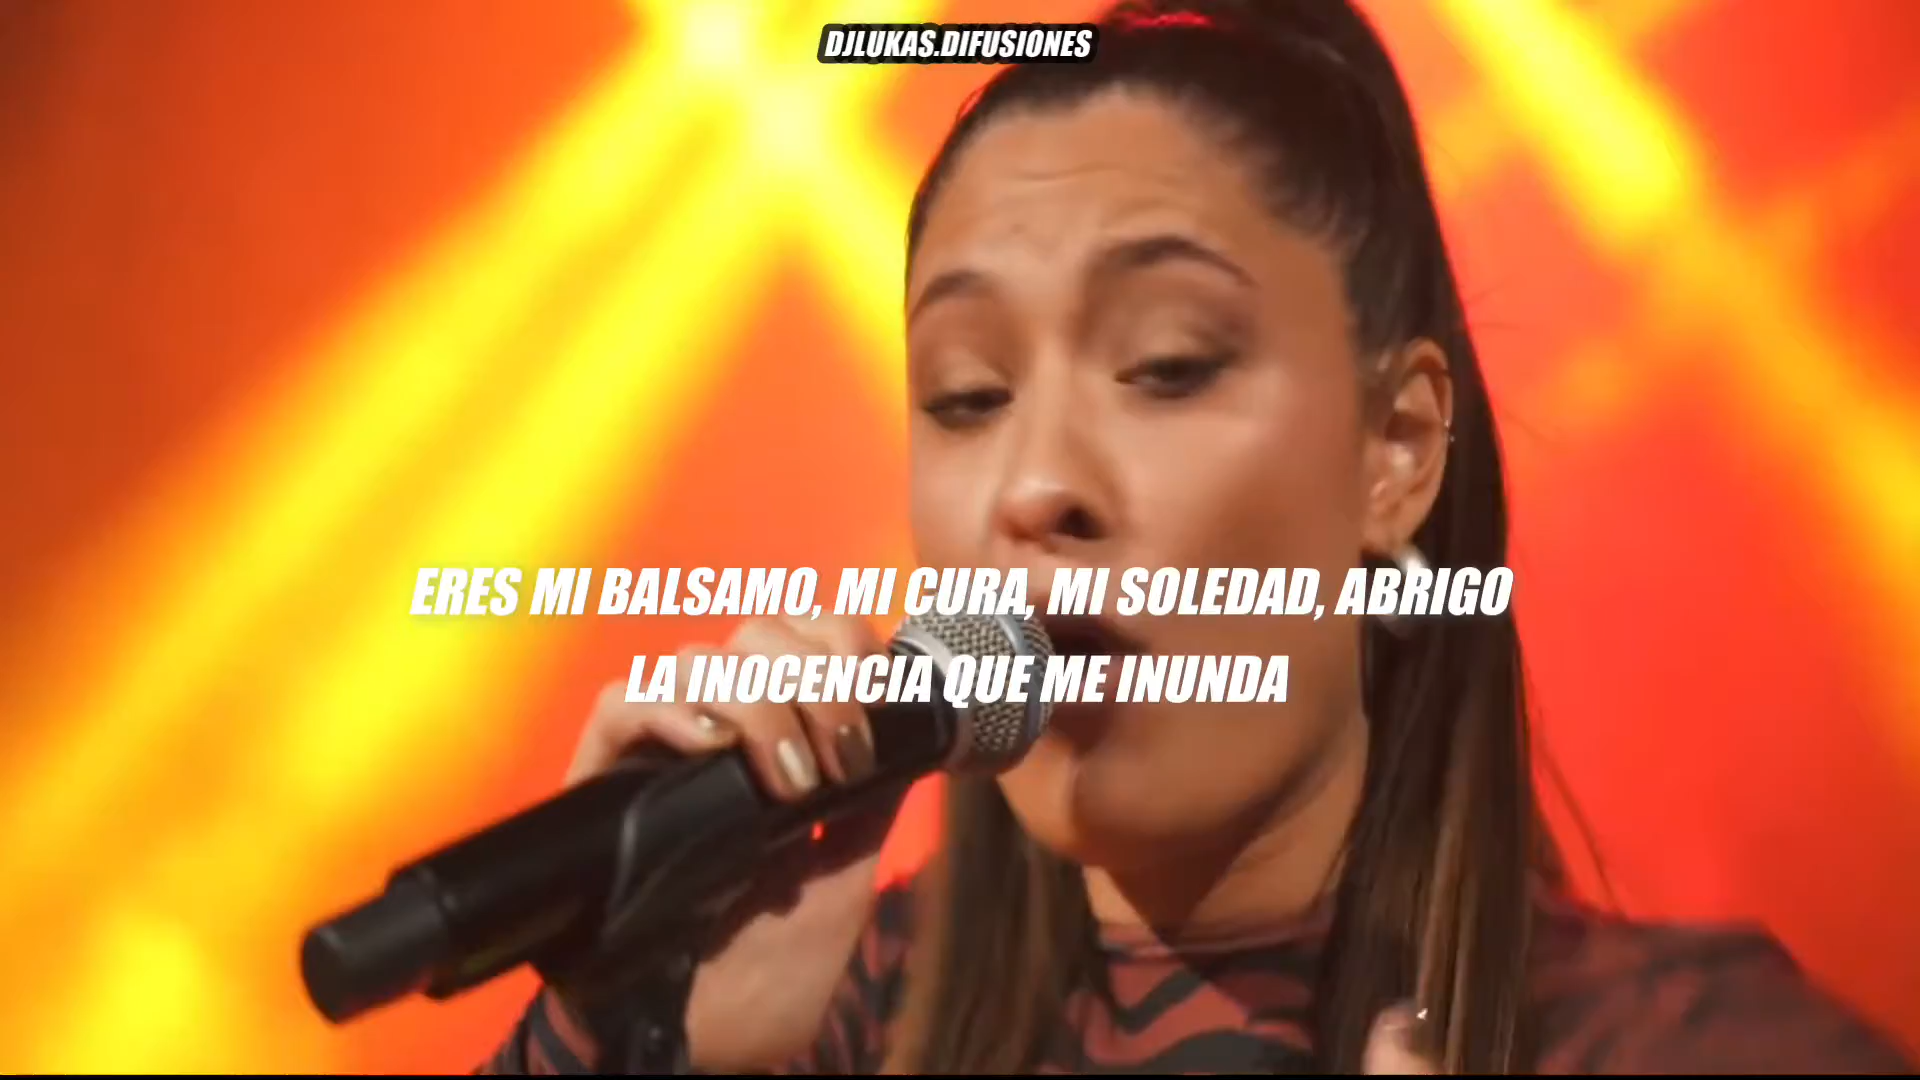 DJLUKAS.DIFUSIONES
ERES MI BALSAMO, MI CURA, MI SOLEDAD, ABRIGO
LA INOCENCIA QUE ME INUNDA